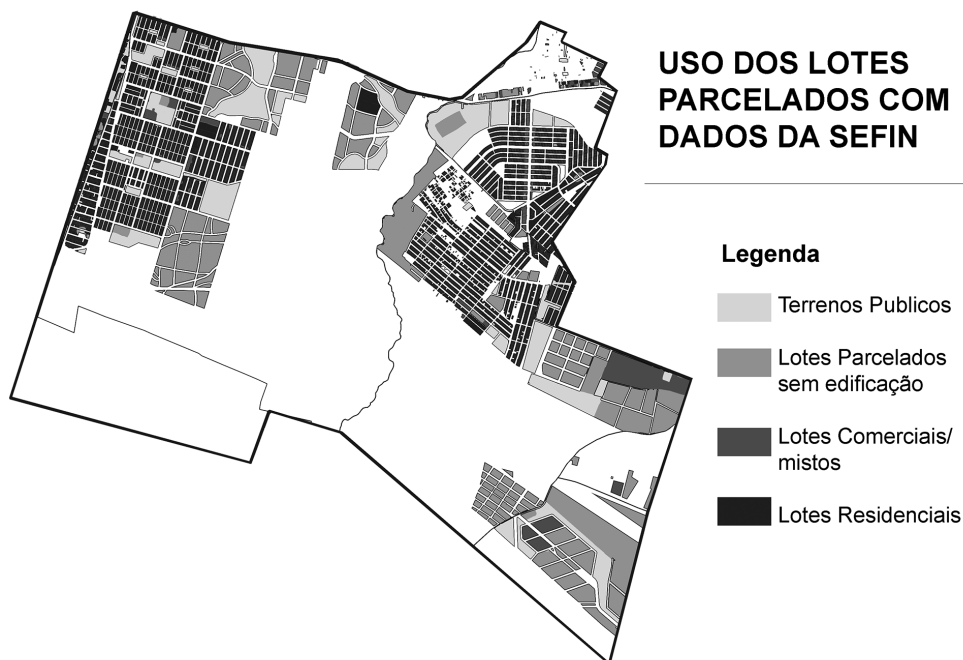 USO DOS LOTES
PARCELADOS COM
DADOS DA SEFIN
Legenda
Terrenos Publicos
Lotes Parcelados
sem edificação
Lotes Comerciais/
mistos
Lotes Residenciais